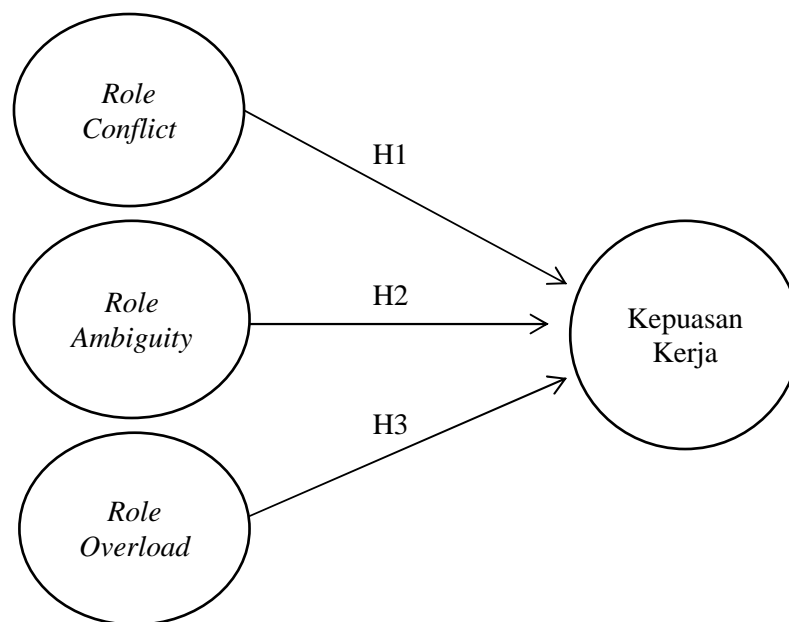 Role
Conflict
H1
Role
Ambiguity
H2
Kepuasan
Kerja
H3
Role
Overload